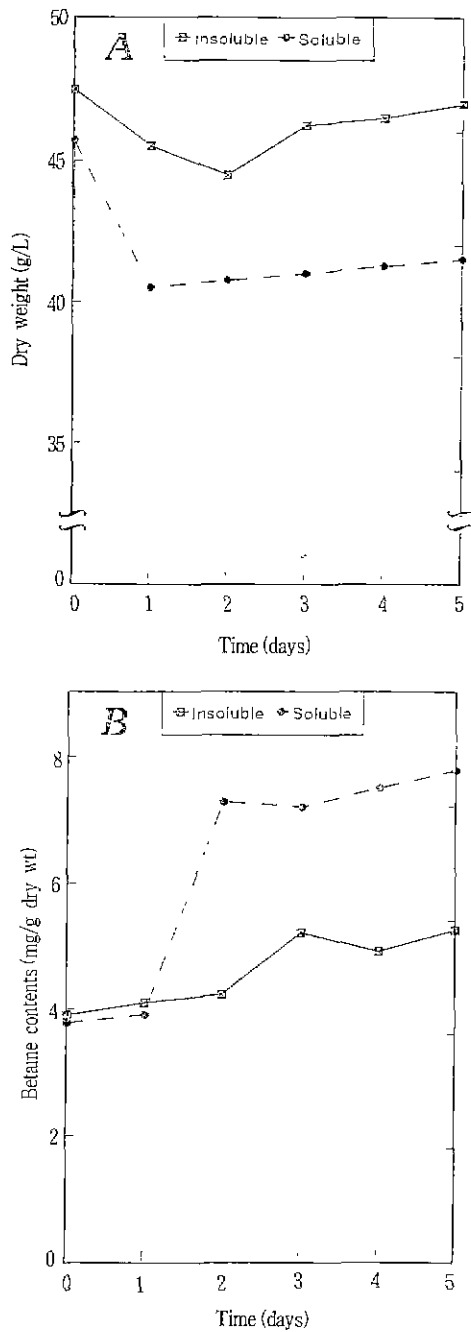 50
A
Insoluble Soluble
45
Dry weight (g/L)
40
35
0
0 1 2 3 4 5
Time (days)
B
Insoluble Soluble
8
6
Betaine contents (mg/g dry wt)
4
2
0
0 1 2 3 4 5
Time (days)